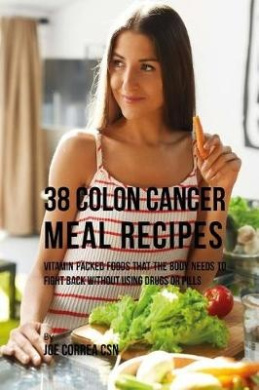 38 COLON CANCER
MEAL RECIPES
VITAMIN PACKED FOODS THAT THE BODY NEEDS TO
FIGHT BACK WITHOUT USING DRUGS OR PILLS
By
JOE CORREA CSN